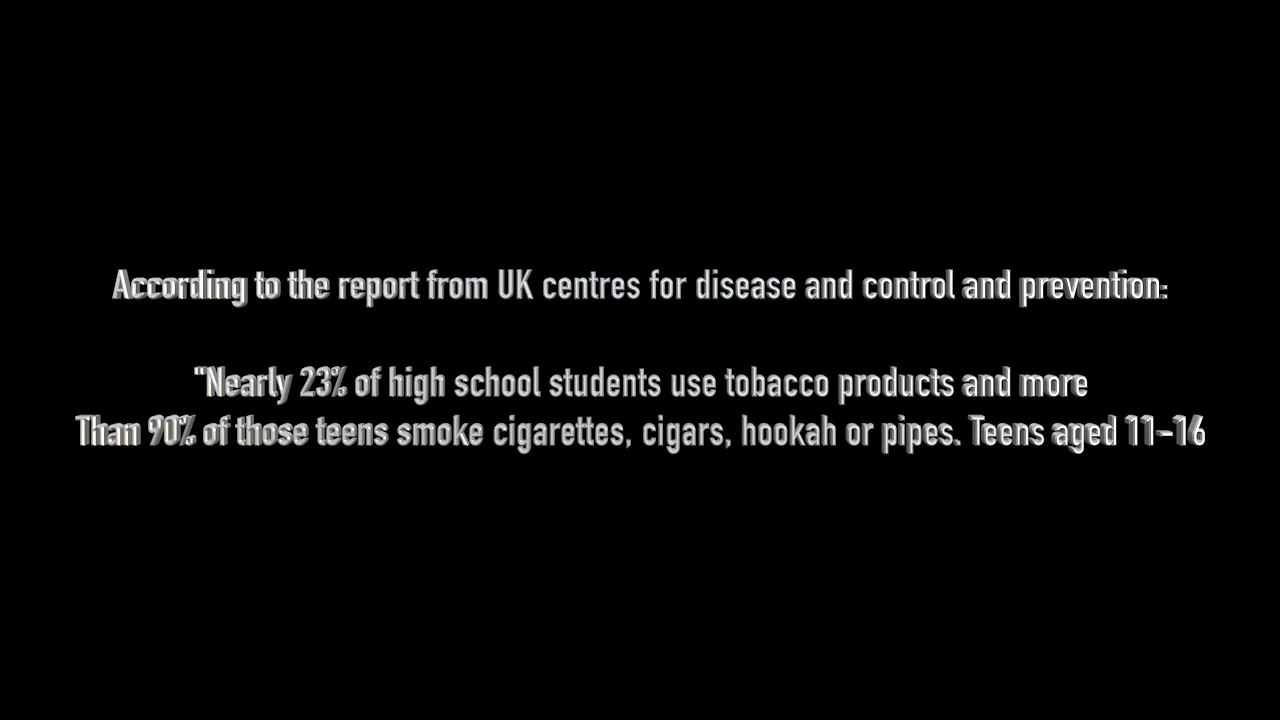 According to the report from UK centres for disease and control and prevention:
"Nearly 23% of high school students use tobacco products and more
Than 90% of those teens smoke cigarettes, cigars, hookah or pipes. Teens aged 11-16